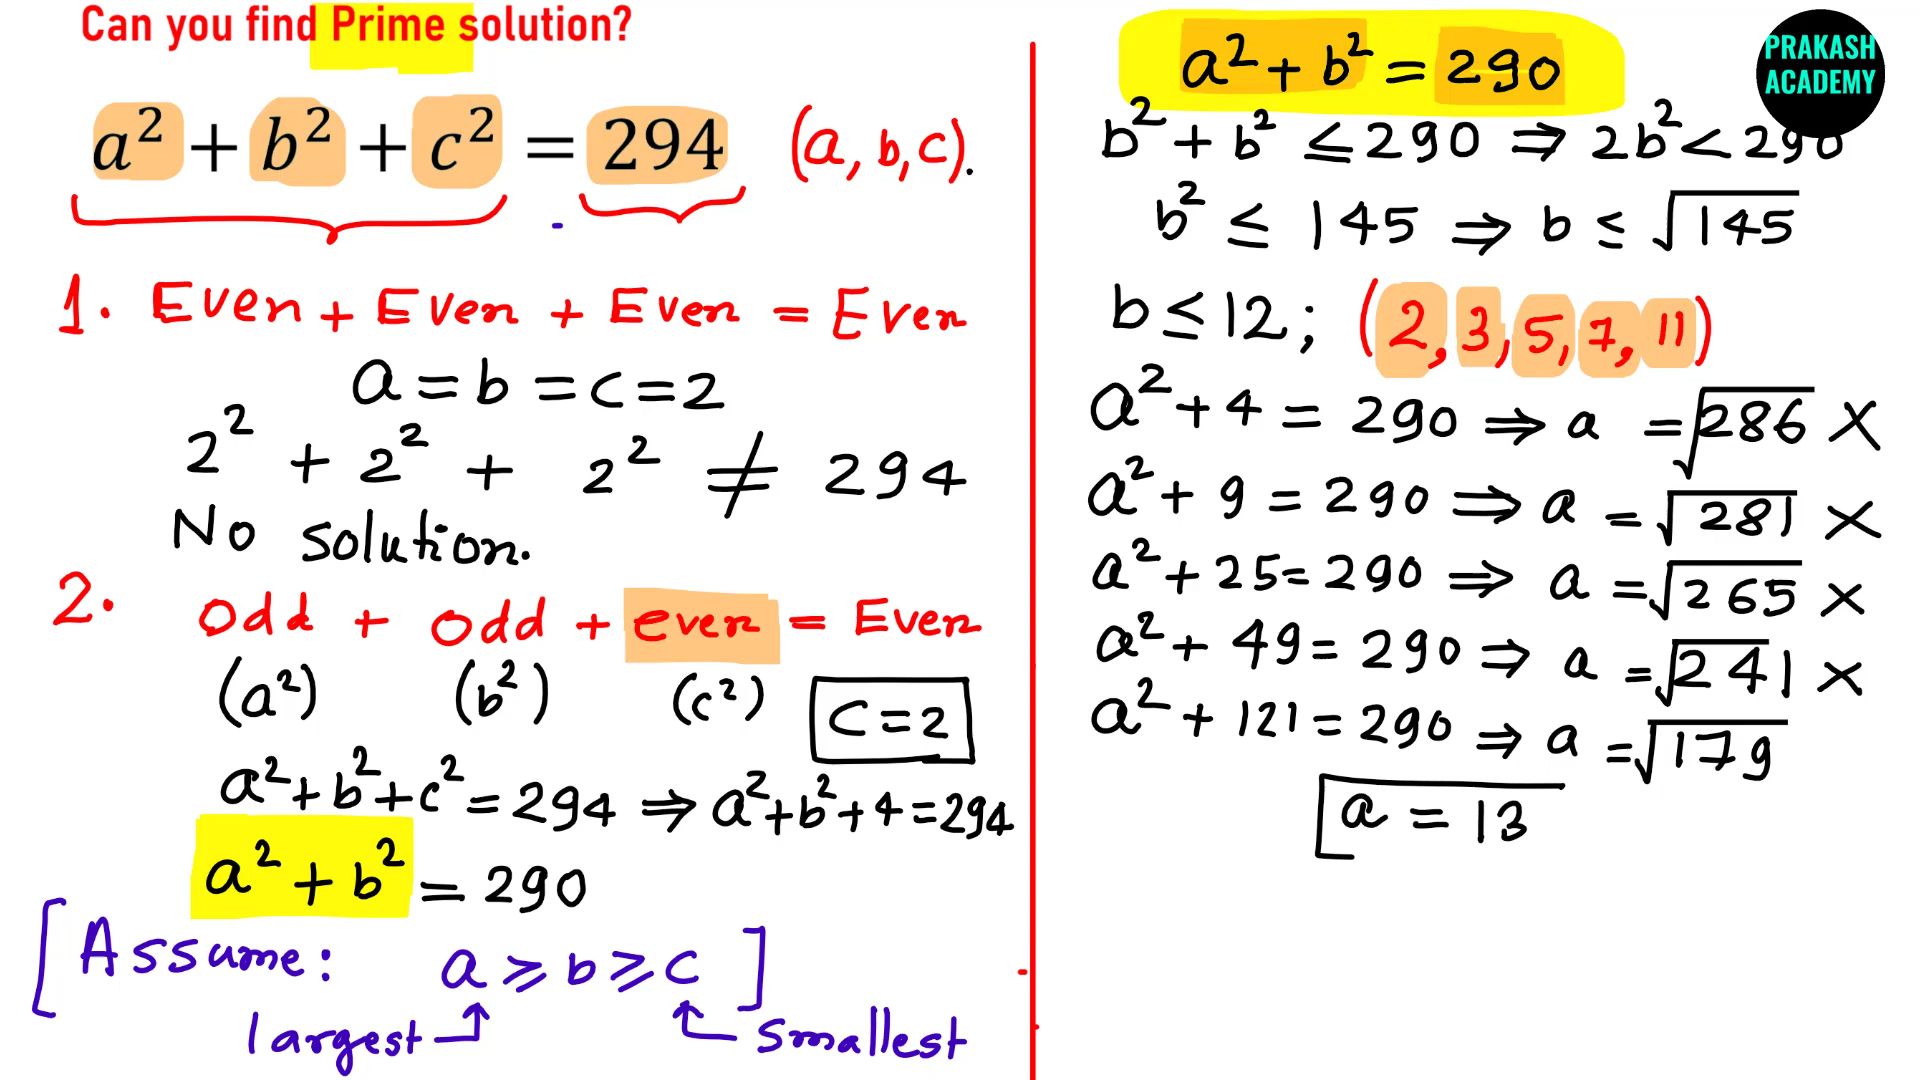 Can you find Prime solution?
a² + b² + c² = 294 (a, b, c).
1. Even + Even + Even = Even
a = b = c = 2
2² + 2² + 2² ≠ 294
No solution.
2. Odd + Odd + even = Even
(a²) (b²) (c²) C = 2
a² + b² + c² = 294 ⇒ a² + b² + 4 = 294
a² + b² = 290
[Assume: a ⩾ b ⩾ c]
largest smallest
a² + b² = 290
PRAKASH
ACADEMY
b² + b² ≤ 290 ⇒ 2b² < 290
b² ≤ 145 ⇒ b ≤ √145
b ≤ 12; (2, 3, 5, 7, 11)
a² + 4 = 290 ⇒ a = √286 ×
a² + 9 = 290 ⇒ a = √281 ×
a² + 25 = 290 ⇒ a = √265 ×
a² + 49 = 290 ⇒ a = √241 ×
a² + 121 = 290 ⇒ a = √179
a = 13